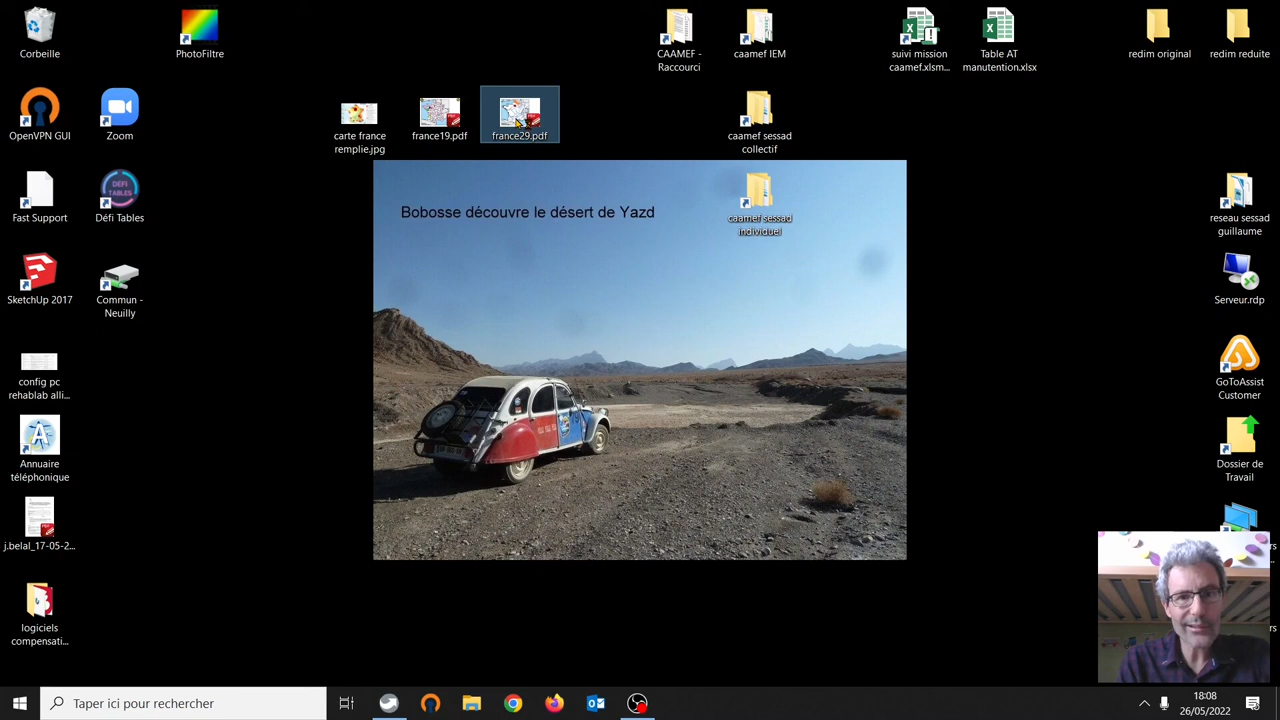 Corbeille
PhotoFiltre
CAAMEF -
Raccourci
caamef IEM
suivi mission
caamef.xlsm...
Table AT
manutention.xlsx
redim original
redim reduite
OpenVPN GUI
Zoom
carte france
remplie.jpg
france19.pdf
france29.pdf
caamef sessad
collectif
Fast Support
DÉFI
TABLES
Défi Tables
Bobosse découvre le désert de Yazd
caamef sessad
individuel
reseau sessad
guillaume
SketchUp 2017
Commun -
Neuilly
Serveur.rdp
config pc
rehablab alli...
GoToAssist
Customer
Annuaire
téléphonique
Dossier de
Travail
j.belal_17-05-2...
logiciels
compensati...
Taper ici pour rechercher
18:08
26/05/2022